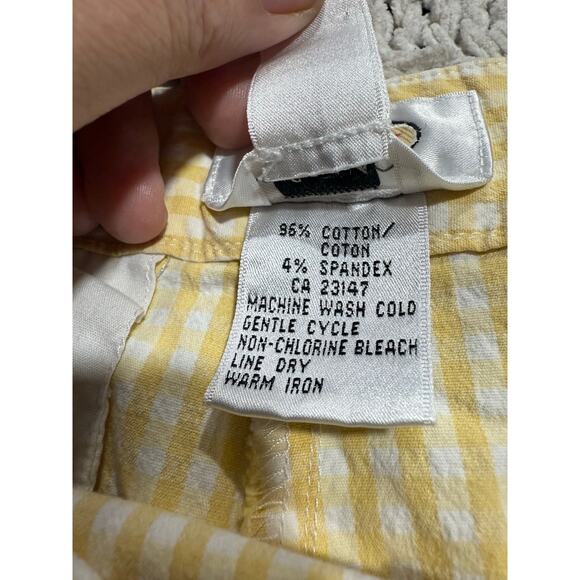 96% COTTON/
COTON
4% SPANDEX
CA 23147
MACHINE WASH COLD
GENTLE CYCLE
NON-CHLORINE BLEACH
LINE DRY
WARM IRON